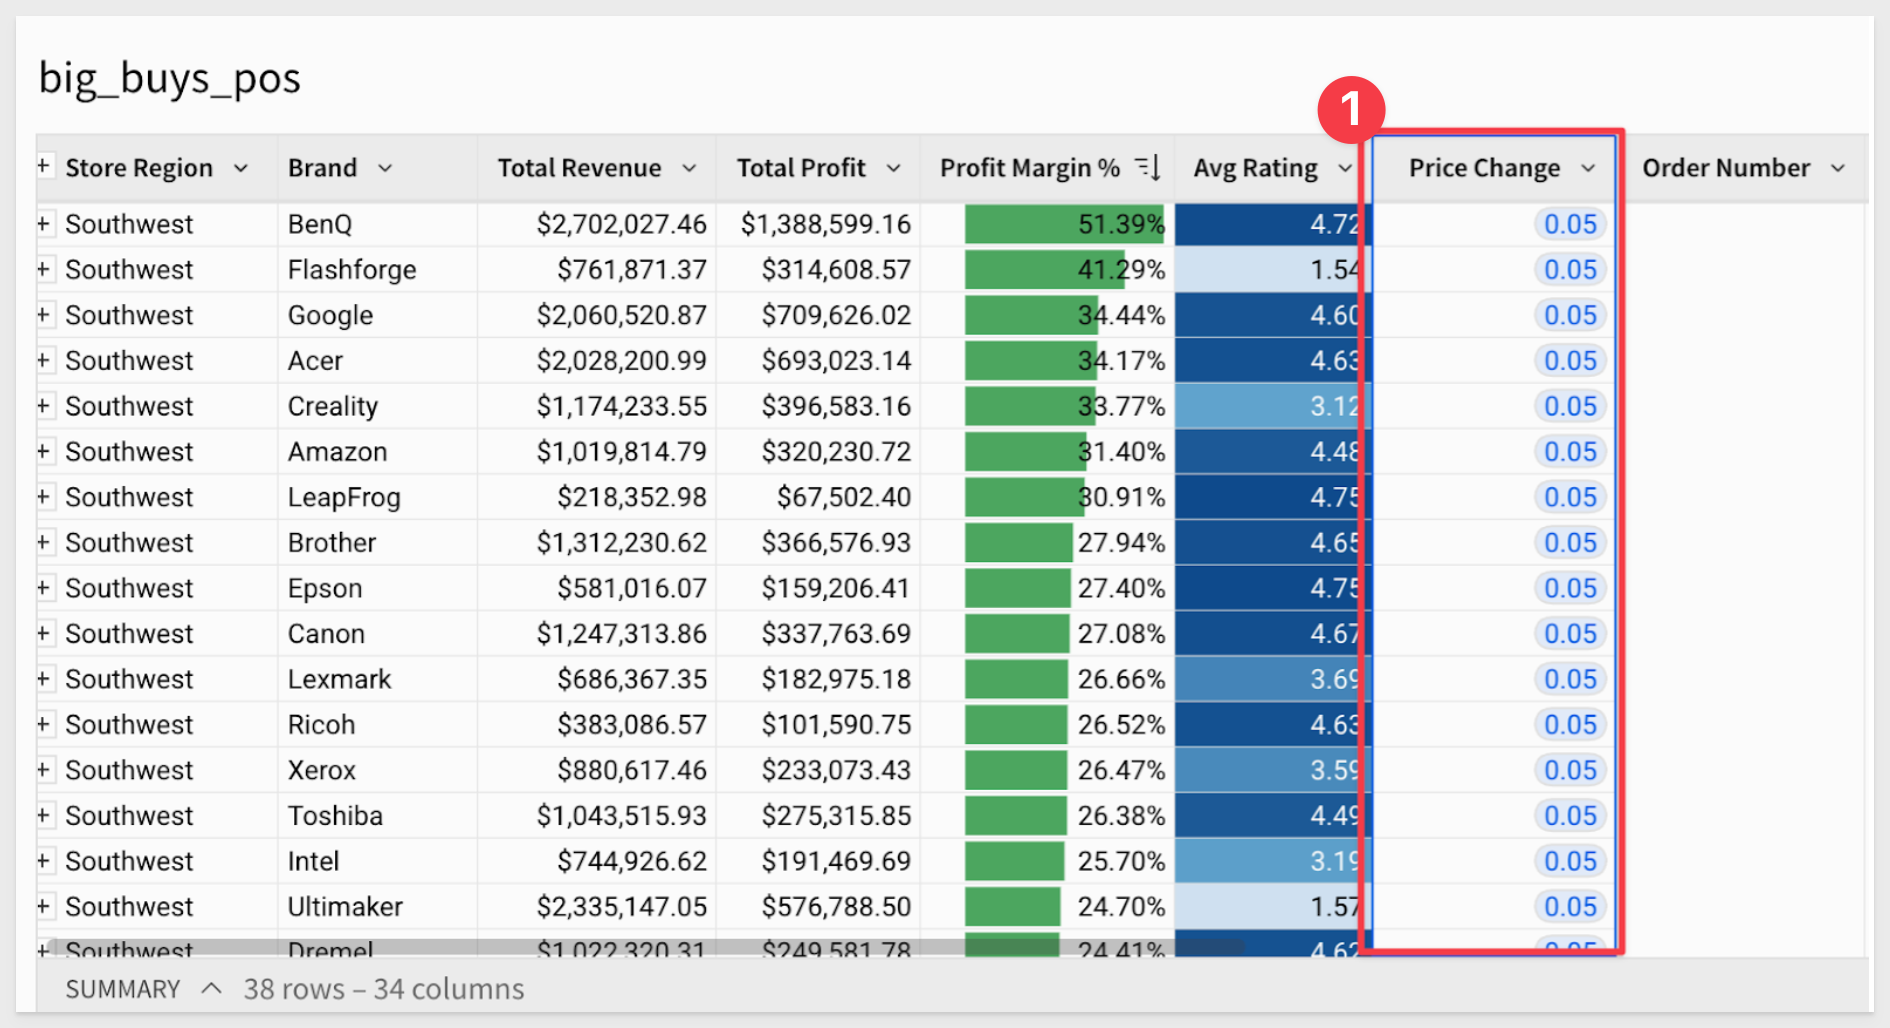 big_buys_pos
1
+ Store Region Brand Total Revenue Total Profit Profit Margin % Avg Rating Price Change Order Number
+ Southwest BenQ $2,702,027.46 $1,388,599.16 51.39% 4.72 0.05
+ Southwest Flashforge $761,871.37 $314,608.57 41.29% 1.54 0.05
+ Southwest Google $2,060,520.87 $709,626.02 34.44% 4.60 0.05
+ Southwest Acer $2,028,200.99 $693,023.14 34.17% 4.63 0.05
+ Southwest Creality $1,174,233.55 $396,583.16 33.77% 3.12 0.05
+ Southwest Amazon $1,019,814.79 $320,230.72 31.40% 4.48 0.05
+ Southwest LeapFrog $218,352.98 $67,502.40 30.91% 4.75 0.05
+ Southwest Brother $1,312,230.62 $366,576.93 27.94% 4.65 0.05
+ Southwest Epson $581,016.07 $159,206.41 27.40% 4.75 0.05
+ Southwest Canon $1,247,313.86 $337,763.69 27.08% 4.67 0.05
+ Southwest Lexmark $686,367.35 $182,975.18 26.66% 3.69 0.05
+ Southwest Ricoh $383,086.57 $101,590.75 26.52% 4.63 0.05
+ Southwest Xerox $880,617.46 $233,073.43 26.47% 3.59 0.05
+ Southwest Toshiba $1,043,515.93 $275,315.85 26.38% 4.49 0.05
+ Southwest Intel $744,926.62 $191,469.69 25.70% 3.19 0.05
+ Southwest Ultimaker $2,335,147.05 $576,788.50 24.70% 1.57 0.05
+ Southwest Dremel $1,022,320.31 $249,581.78 24.41% 4.62 0.05
SUMMARY 38 rows – 34 columns